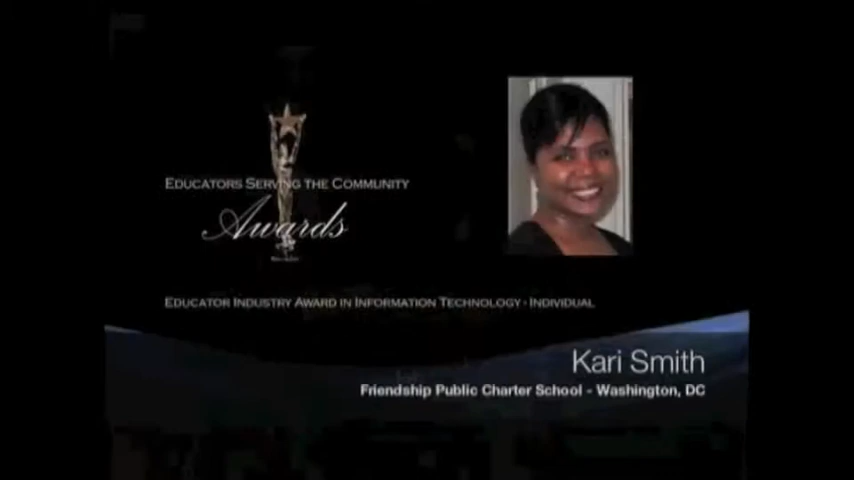 EDUCATORS SERVING THE COMMUNITY
Awards
EDUCATOR INDUSTRY AWARD IN INFORMATION TECHNOLOGY - INDIVIDUAL
Kari Smith
Friendship Public Charter School - Washington, DC